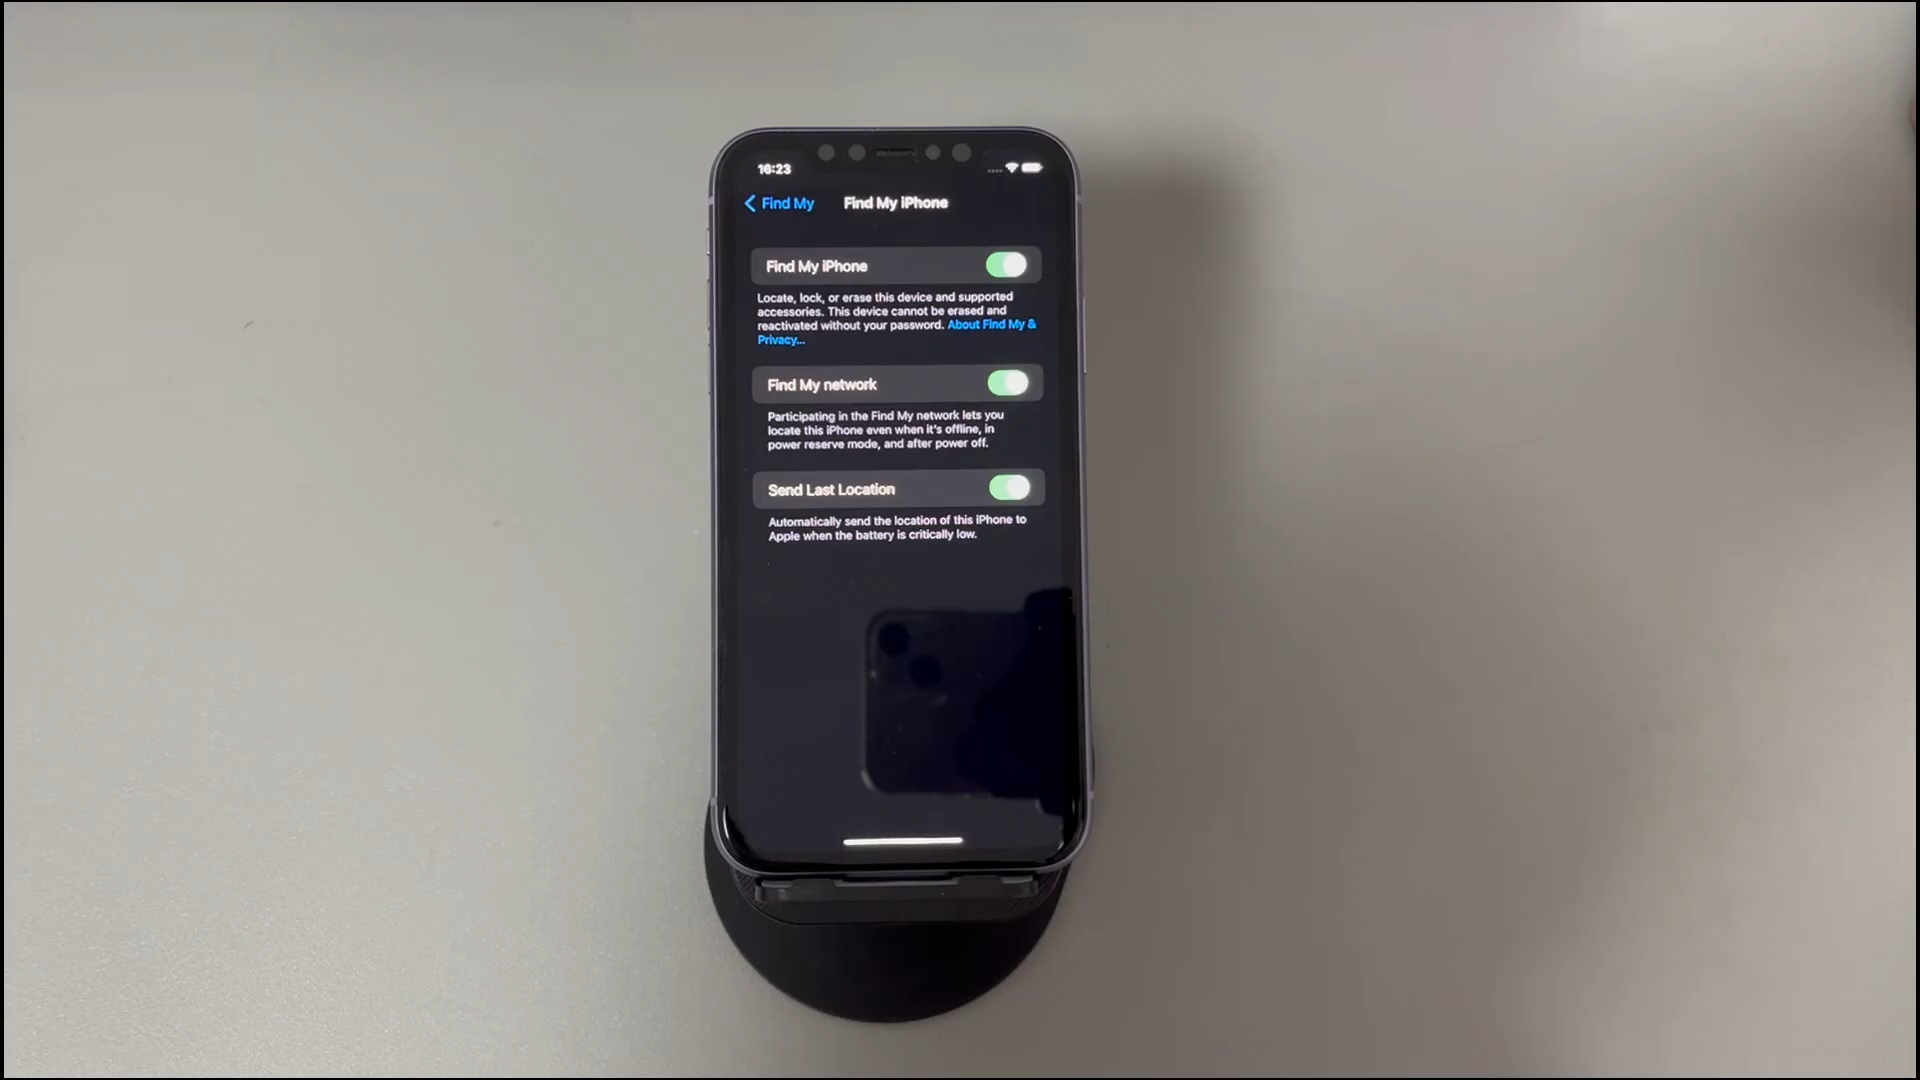 16:23
Find My Find My iPhone
Find My iPhone
Locate, lock, or erase this device and supported
accessories. This device cannot be erased and
reactivated without your password. About Find My &
Privacy...
Find My network
Participating in the Find My network lets you
locate this iPhone even when it's offline, in
power reserve mode, and after power off.
Send Last Location
Automatically send the location of this iPhone to
Apple when the battery is critically low.